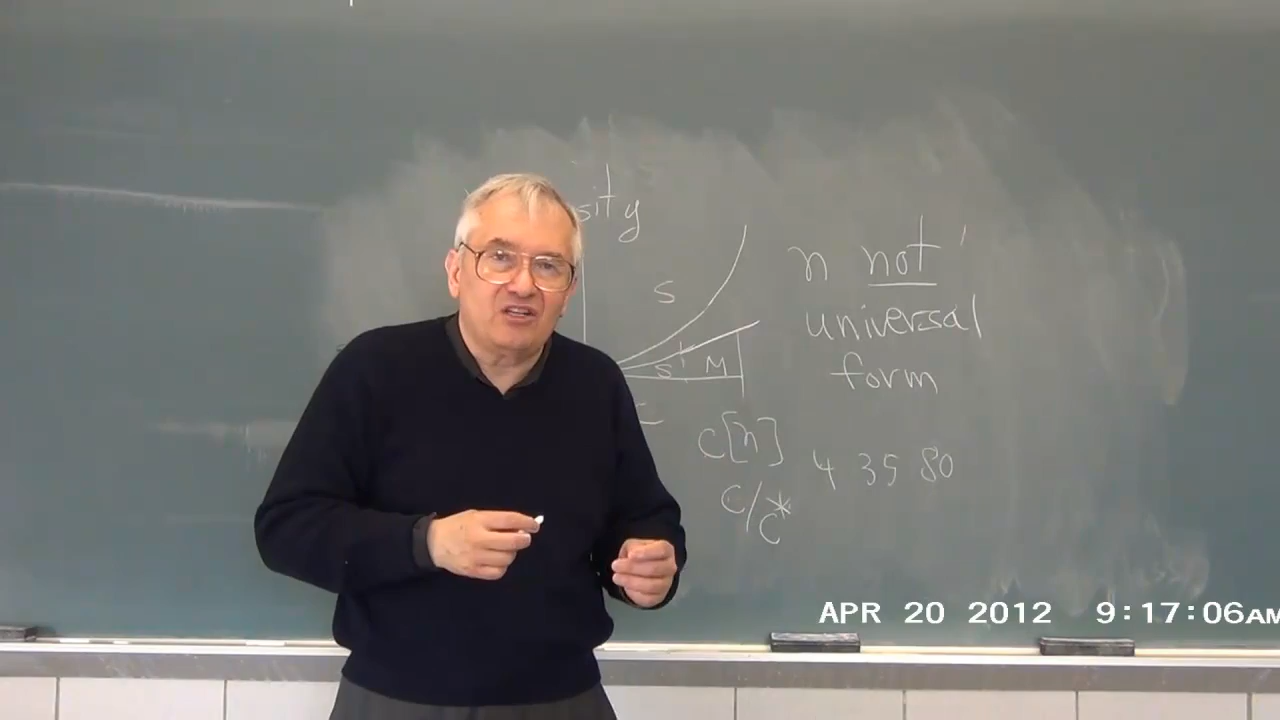 sity
S
S M
η not
universal
form
C[η] 4 35 80
C/C*
APR 20 2012 9:17:06AM